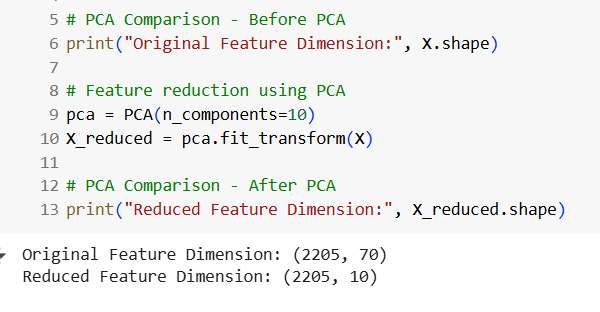 5 # PCA Comparison - Before PCA
6 print("Original Feature Dimension:", X.shape)
7
8 # Feature reduction using PCA
9 pca = PCA(n_components=10)
10 X_reduced = pca.fit_transform(X)
11
12 # PCA Comparison - After PCA
13 print("Reduced Feature Dimension:", X_reduced.shape)
Original Feature Dimension: (2205, 70)
Reduced Feature Dimension: (2205, 10)